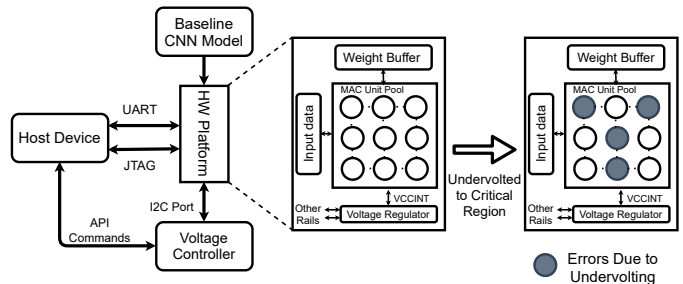 Baseline
CNN Model
UART
HW Platform
Host Device
JTAG
I2C Port
API
Commands
Voltage
Controller
Weight Buffer
MAC Unit Pool
Input data
VCCINT
Other
Rails
Voltage Regulator
Undervolted
to Critical
Region
Weight Buffer
MAC Unit Pool
Input data
VCCINT
Other
Rails
Voltage Regulator
Errors Due to
Undervolting